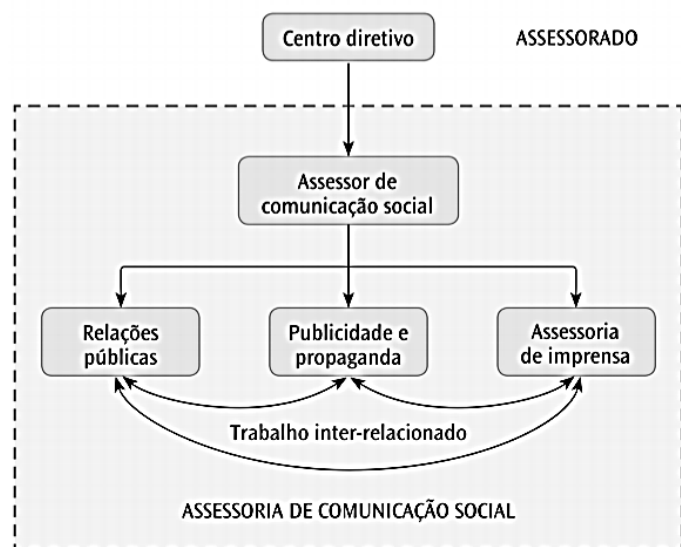 Centro diretivo
ASSESSORADO
Assessor de
comunicação social
Relações
públicas
Publicidade e
propaganda
Assessoria
de imprensa
Trabalho inter-relacionado
ASSESSORIA DE COMUNICAÇÃO SOCIAL